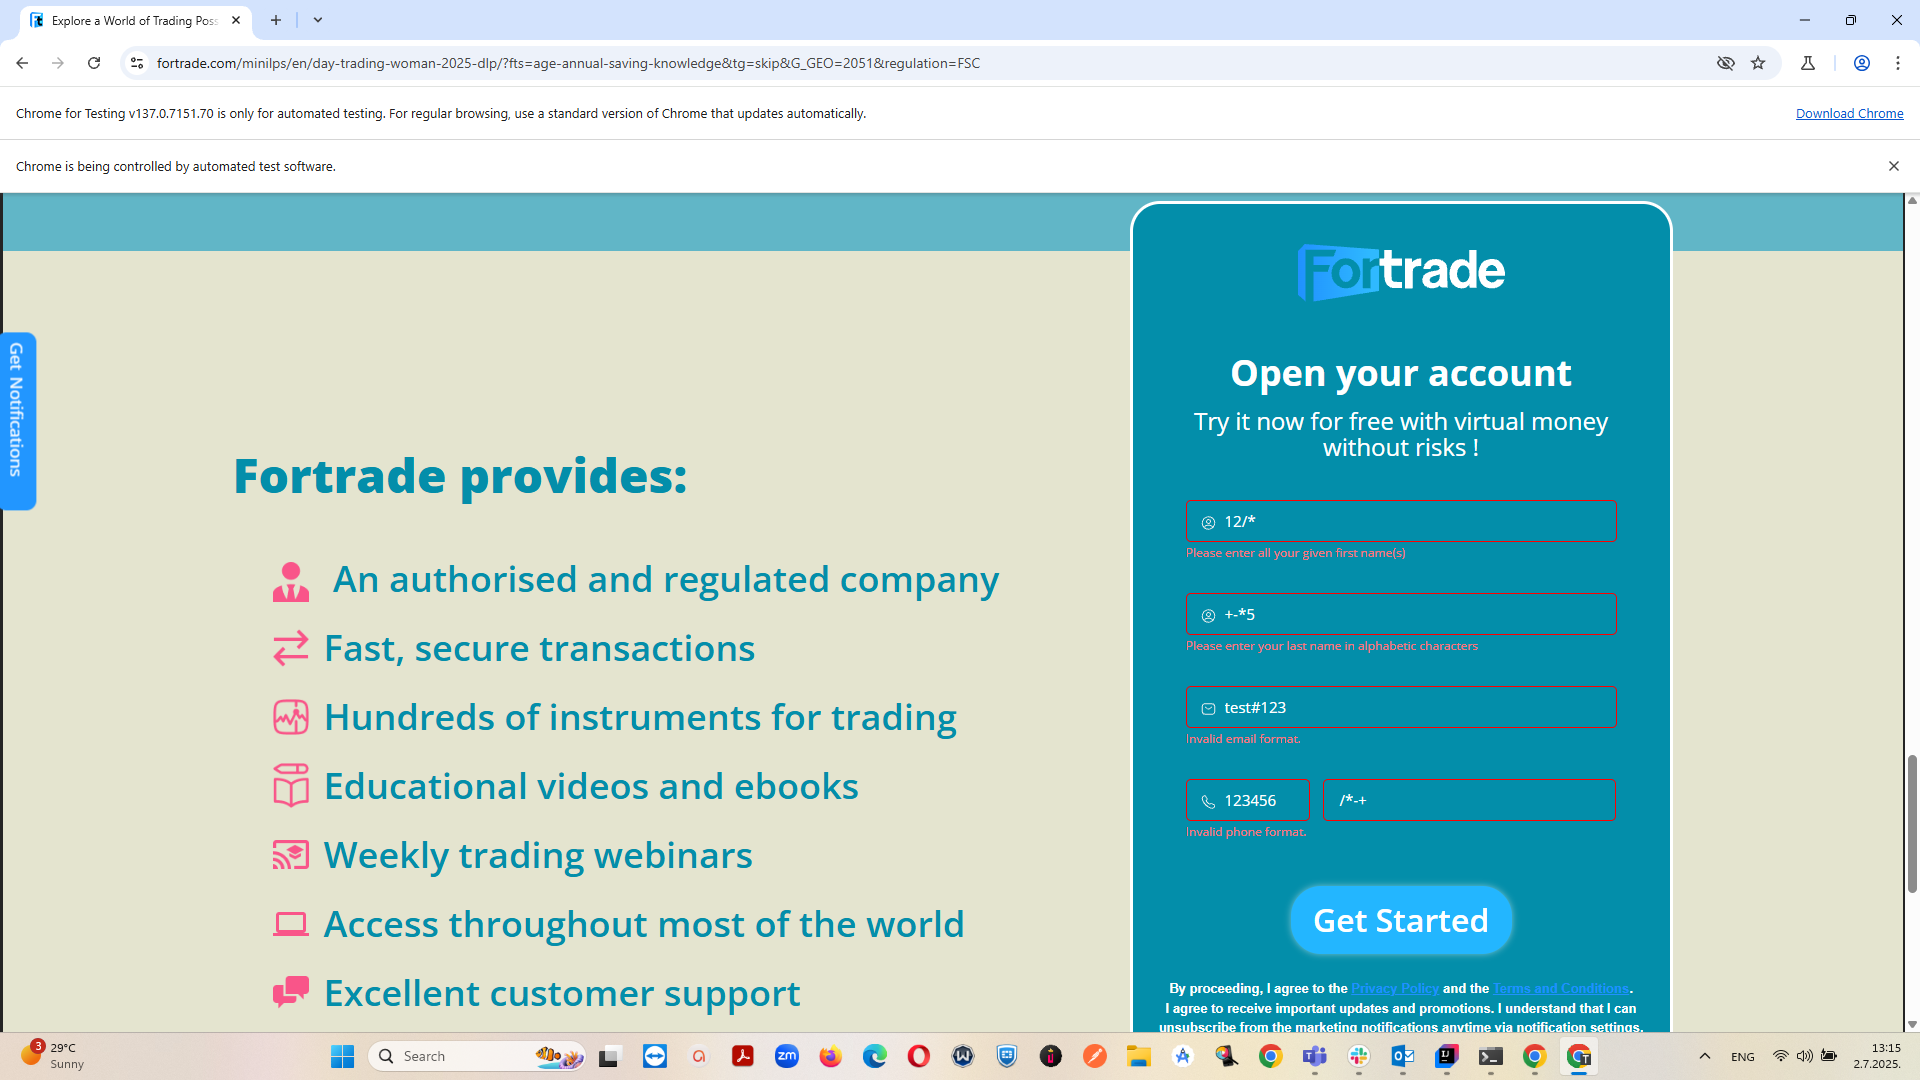 Explore a World of Trading Poss
fortrade.com/minilps/en/day-trading-woman-2025-dlp/?fts=age-annual-saving-knowledge&tg=skip&G_GEO=2051&regulation=FSC
Chrome for Testing v137.0.7151.70 is only for automated testing. For regular browsing, use a standard version of Chrome that updates automatically.
Download Chrome
Chrome is being controlled by automated test software.
Get Notifications
Fortrade provides:
An authorised and regulated company
Fast, secure transactions
Hundreds of instruments for trading
Educational videos and ebooks
Weekly trading webinars
Access throughout most of the world
Excellent customer support
Fortrade
Open your account
Try it now for free with virtual money
without risks !
12/*
Please enter all your given first name(s)
+-*5
Please enter your last name in alphabetic characters
test#123
Invalid email format.
123456 /*-+
Invalid phone format.
Get Started
By proceeding, I agree to the Privacy Policy and the Terms and Conditions.
I agree to receive important updates and promotions. I understand that I can
unsubscribe from the marketing notifications anytime via notification settings.
3
29°C
Sunny
Search
zm
ENG
13:15
2.7.2025.